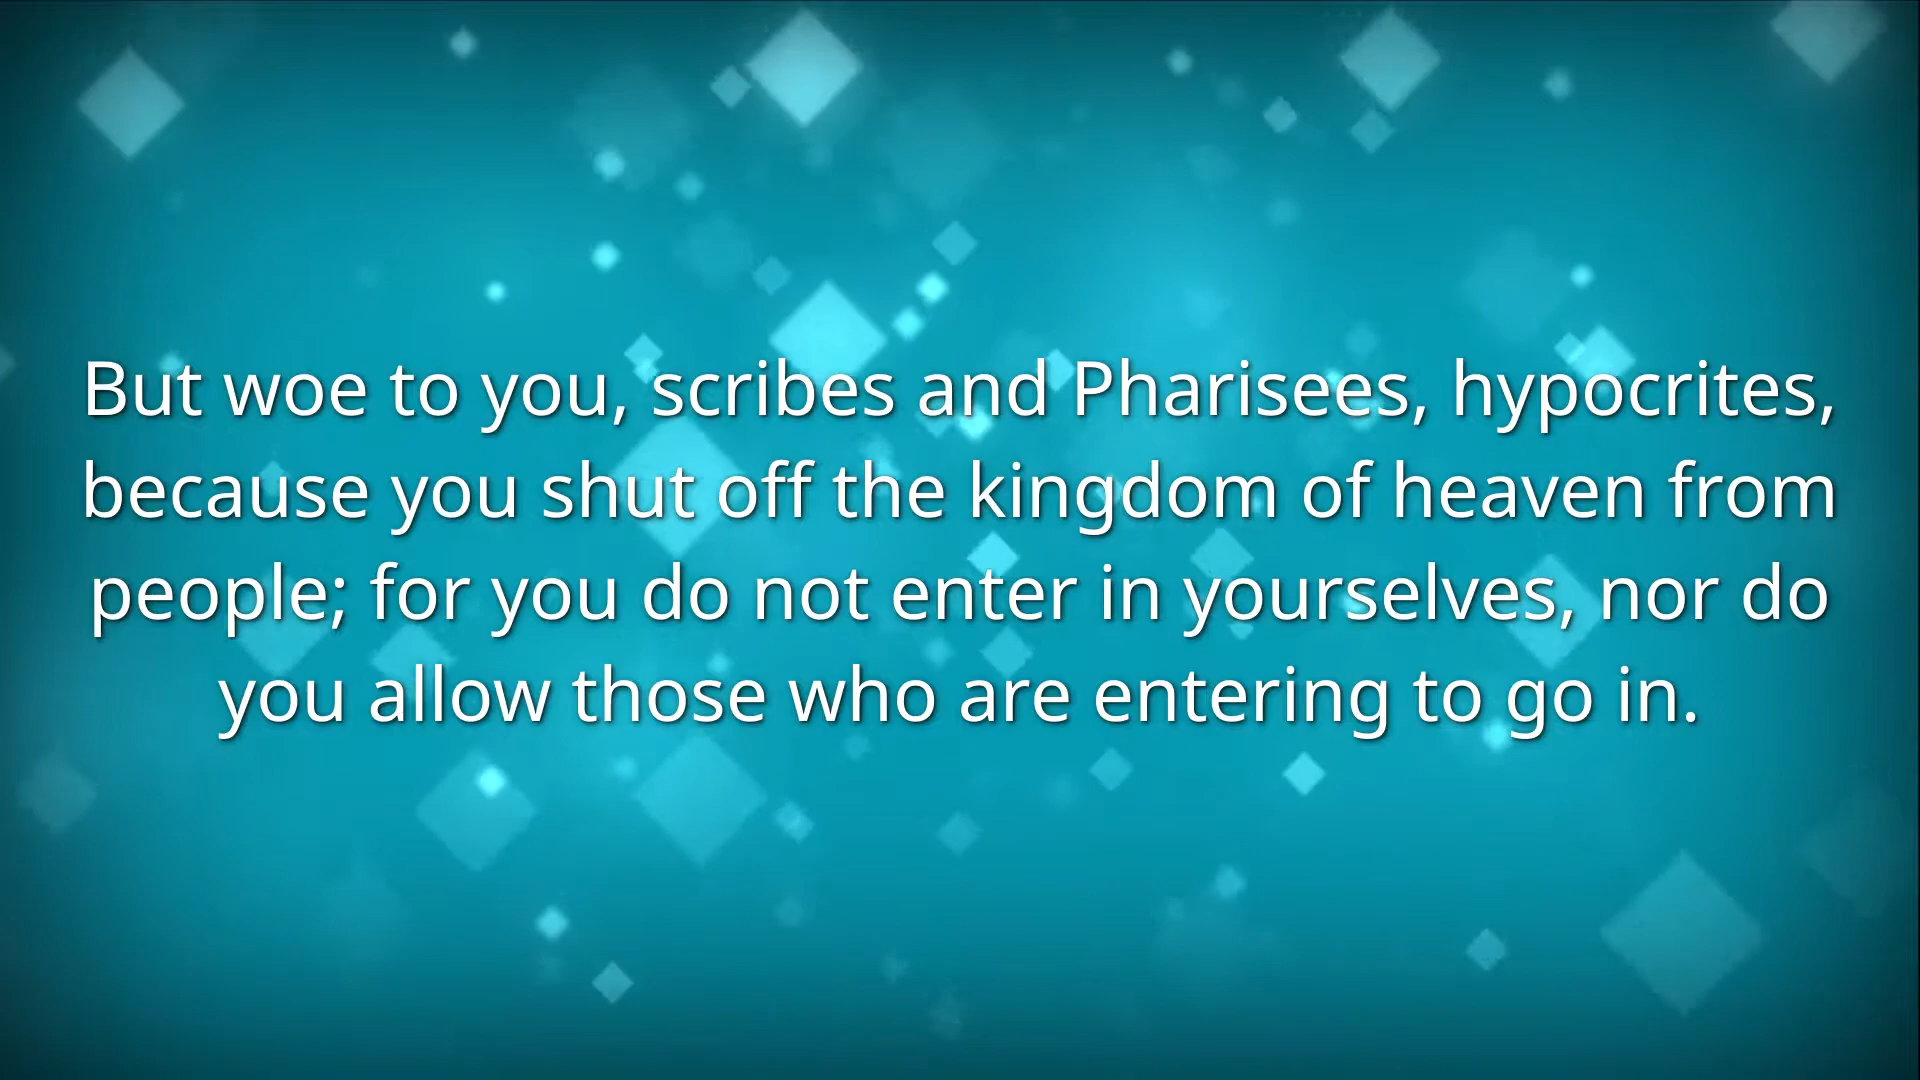 But woe to you, scribes and Pharisees, hypocrites,
because you shut off the kingdom of heaven from
people; for you do not enter in yourselves, nor do
you allow those who are entering to go in.